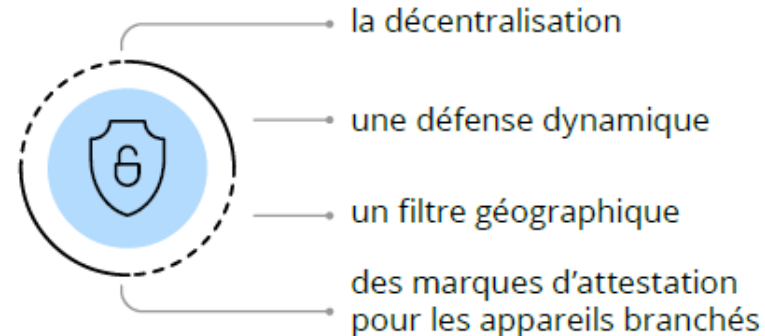 la décentralisation
une défense dynamique
un filtre géographique
des marques d’attestation
pour les appareils branchés